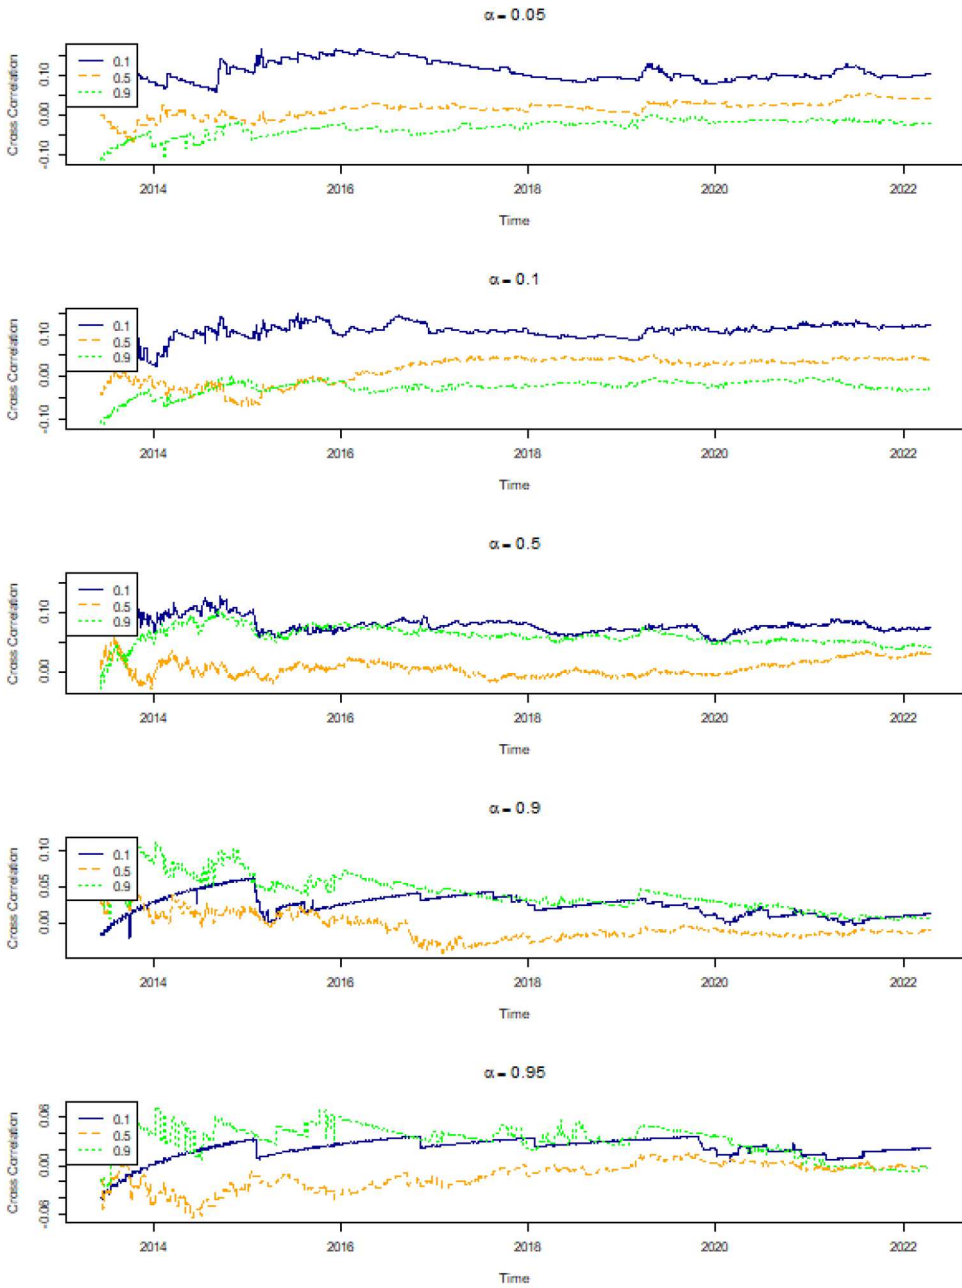 α = 0.05
Cross Correlation
0.10
0.00
-0.10
0.1
0.5
0.9
2014 2016 2018 2020 2022
Time
α = 0.1
Cross Correlation
0.10
0.00
-0.10
0.1
0.5
0.9
2014 2016 2018 2020 2022
Time
α = 0.5
Cross Correlation
0.10
0.00
0.1
0.5
0.9
2014 2016 2018 2020 2022
Time
α = 0.9
Cross Correlation
0.10
0.05
0.00
0.1
0.5
0.9
2014 2016 2018 2020 2022
Time
α = 0.95
Cross Correlation
0.06
0.00
-0.06
0.1
0.5
0.9
2014 2016 2018 2020 2022
Time